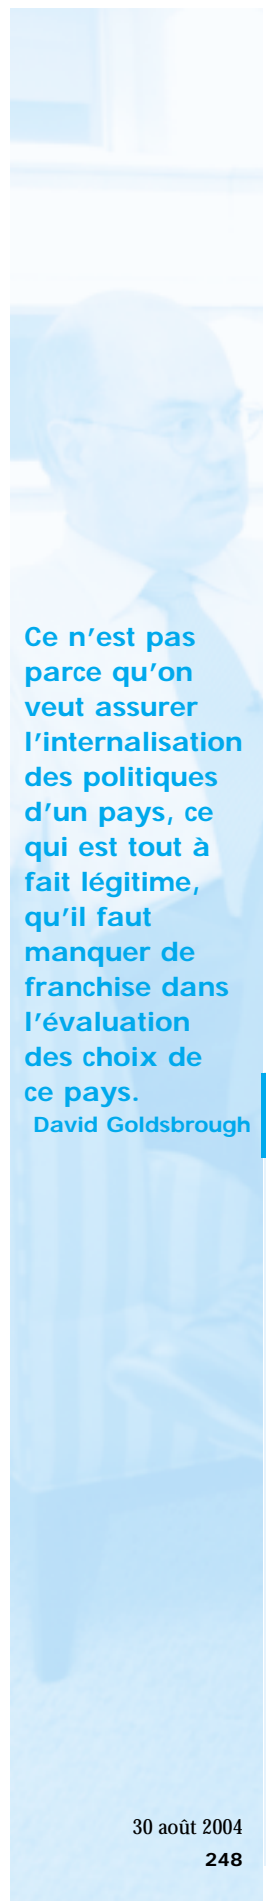 Ce n’est pas
parce qu’on
veut assurer
l’internalisation
des politiques
d’un pays, ce
qui est tout à
fait légitime,
qu’il faut
manquer de
franchise dans
l’évaluation
des choix de
ce pays.
David Goldsbrough
30 août 2004
248